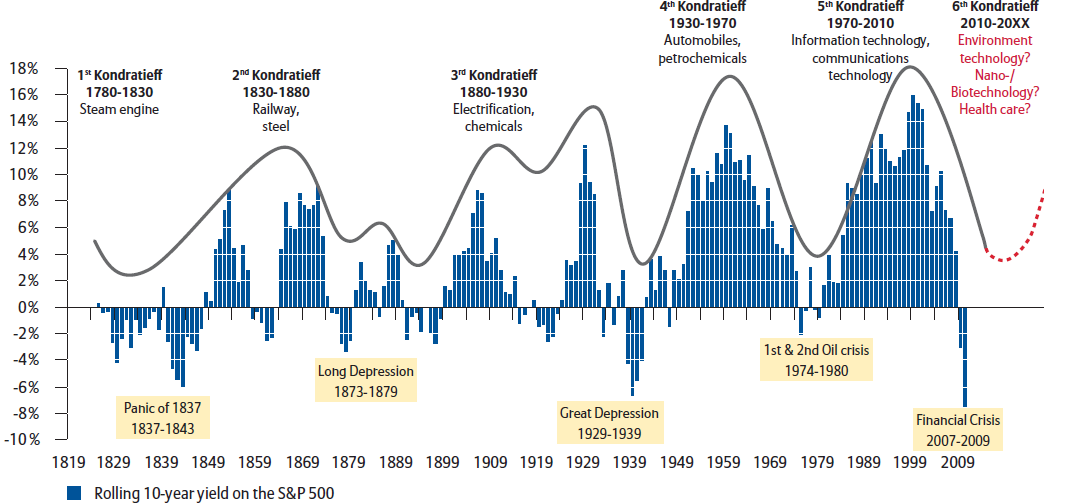 4th Kondratieff
1930-1970
Automobiles,
petrochemicals
5th Kondratieff
1970-2010
Information technology,
communications
technology
6th Kondratieff
2010-20XX
Environment
technology?
Nano-/
Biotechnology?
Health care?
1st Kondratieff
1780-1830
Steam engine
2nd Kondratieff
1830-1880
Railway,
steel
3rd Kondratieff
1880-1930
Electrification,
chemicals
18%
16%
14%
12%
10%
8%
6%
4%
2%
0%
-2%
-4%
-6%
-8%
-10%
Panic of 1837
1837-1843
Long Depression
1873-1879
Great Depression
1929-1939
1st & 2nd Oil crisis
1974-1980
Financial Crisis
2007-2009
1819 1829 1839 1849 1859 1869 1879 1889 1899 1909 1919 1929 1939 1949 1959 1969 1979 1989 1999 2009
Rolling 10-year yield on the S&P 500